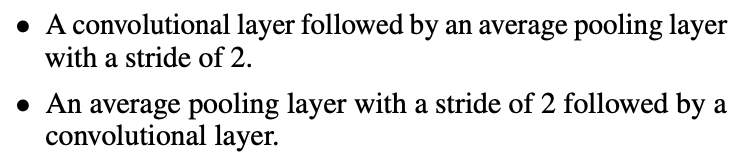 • A convolutional layer followed by an average pooling layer
with a stride of 2.
• An average pooling layer with a stride of 2 followed by a
convolutional layer.